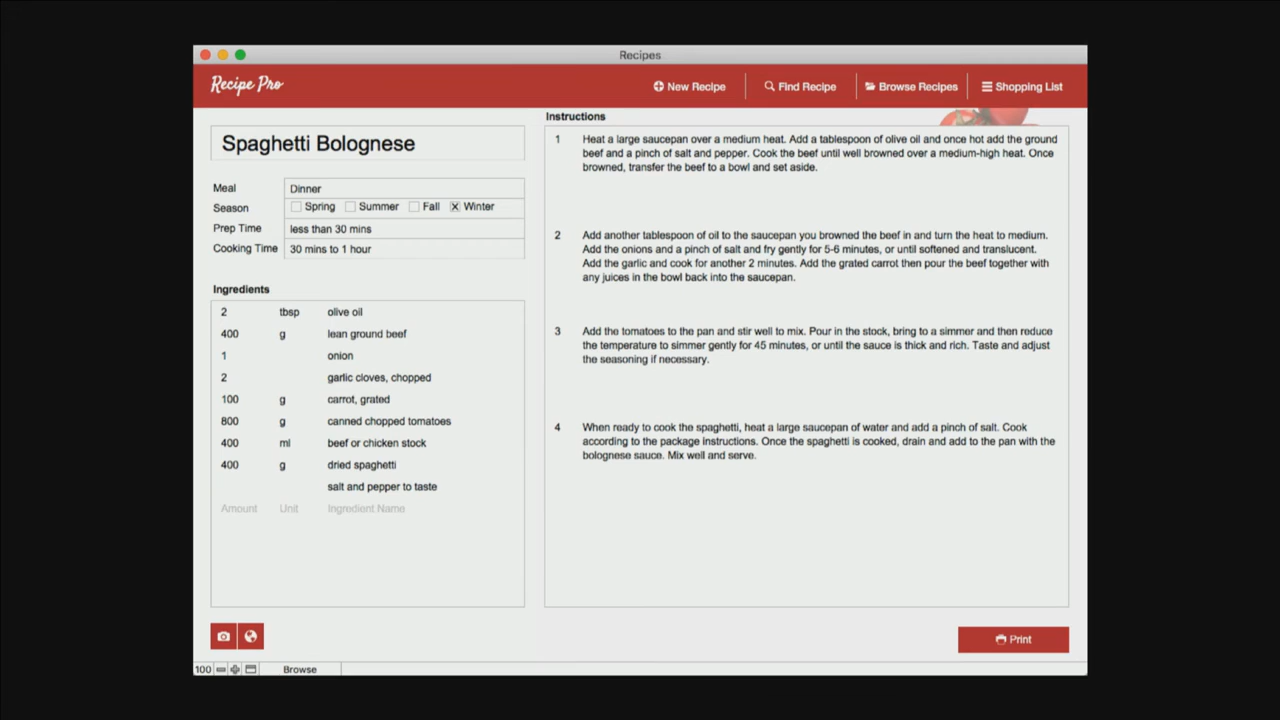 Recipes
Recipe Pro
New Recipe
Find Recipe
Browse Recipes
Shopping List
Spaghetti Bolognese
Meal Dinner
Season Spring Summer Fall Winter
Prep Time less than 30 mins
Cooking Time 30 mins to 1 hour
Ingredients
2 tbsp olive oil
400 g lean ground beef
1 onion
2 garlic cloves, chopped
100 g carrot, grated
800 g canned chopped tomatoes
400 ml beef or chicken stock
400 g dried spaghetti
salt and pepper to taste
Amount Unit Ingredient Name
Instructions
1 Heat a large saucepan over a medium heat. Add a tablespoon of olive oil and once hot add the ground
beef and a pinch of salt and pepper. Cook the beef until well browned over a medium-high heat. Once
browned, transfer the beef to a bowl and set aside.
2 Add another tablespoon of oil to the saucepan you browned the beef in and turn the heat to medium.
Add the onions and a pinch of salt and fry gently for 5-6 minutes, or until softened and translucent.
Add the garlic and cook for another 2 minutes. Add the grated carrot then pour the beef together with
any juices in the bowl back into the saucepan.
3 Add the tomatoes to the pan and stir well to mix. Pour in the stock, bring to a simmer and then reduce
the temperature to simmer gently for 45 minutes, or until the sauce is thick and rich. Taste and adjust
the seasoning if necessary.
4 When ready to cook the spaghetti, heat a large saucepan of water and add a pinch of salt. Cook
according to the package instructions. Once the spaghetti is cooked, drain and add to the pan with the
bolognese sauce. Mix well and serve.
Print
100 Browse